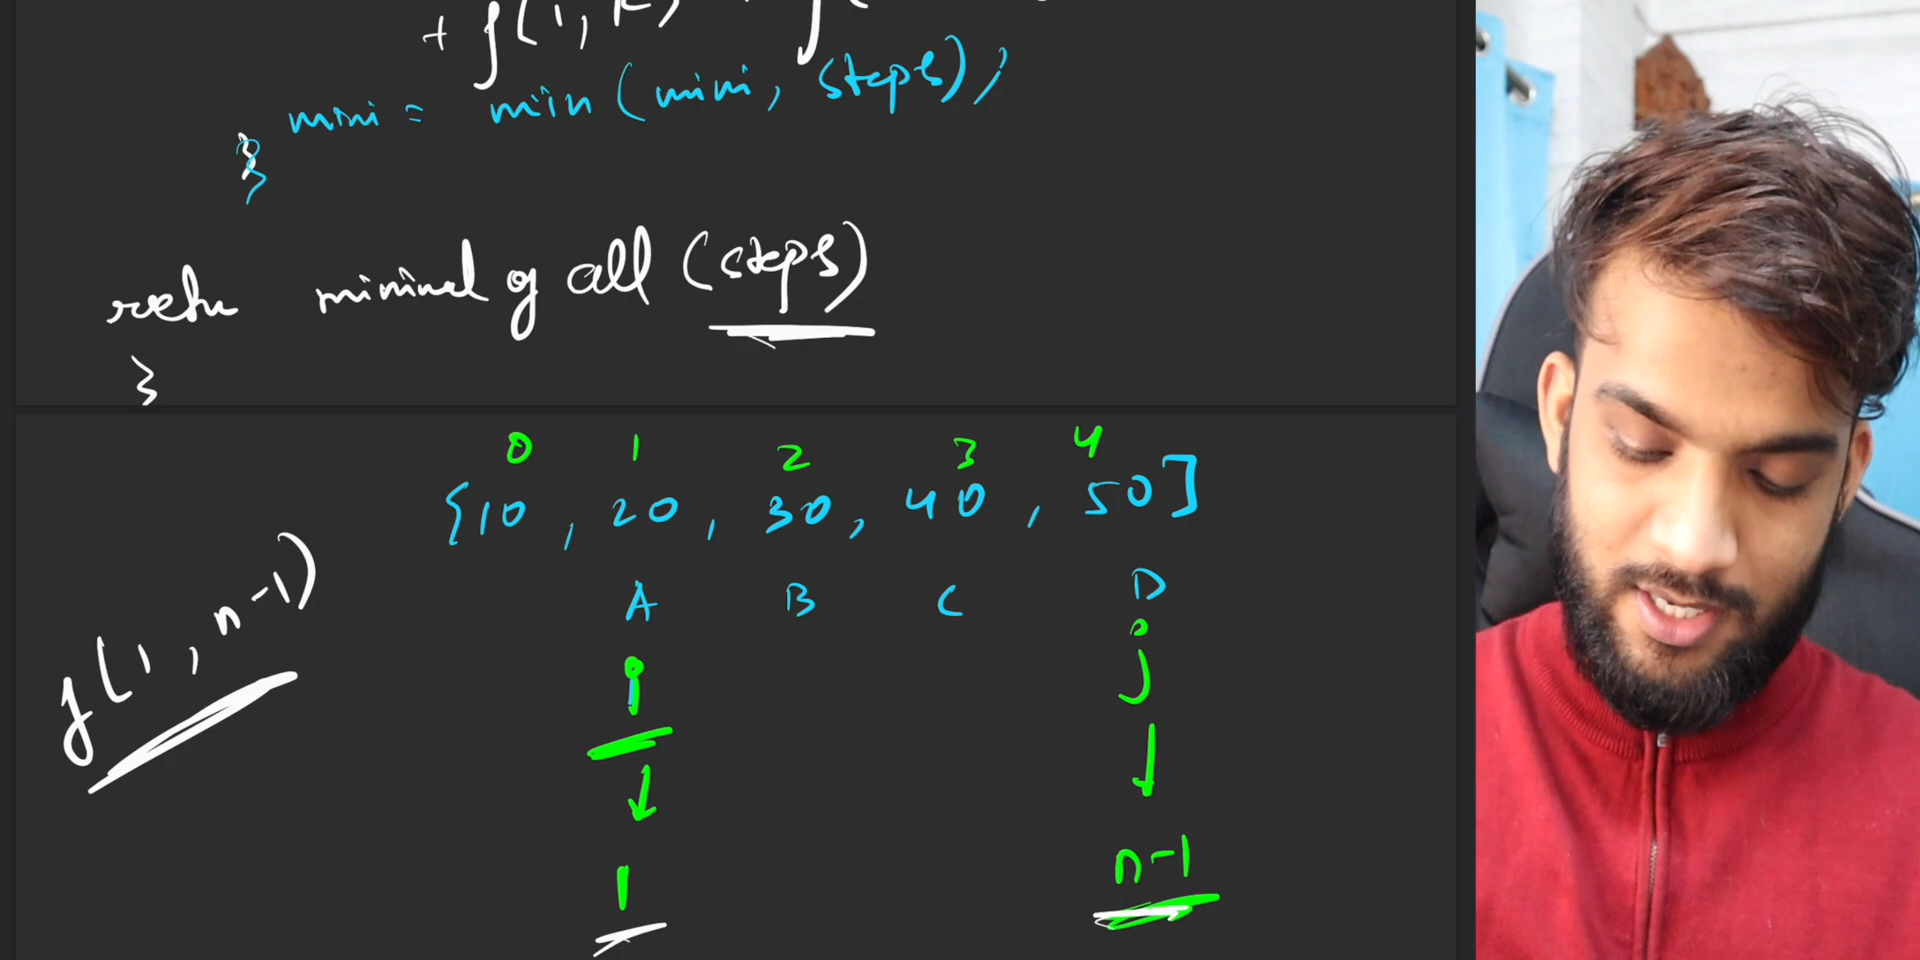 + f(1, k)
mini = min(mini, steps);
}
return minimal of all (steps)
}
0 1 2 3 4
{10, 20, 30, 40, 50]
A B C D
f(1, n-1)
i j
1 n-1